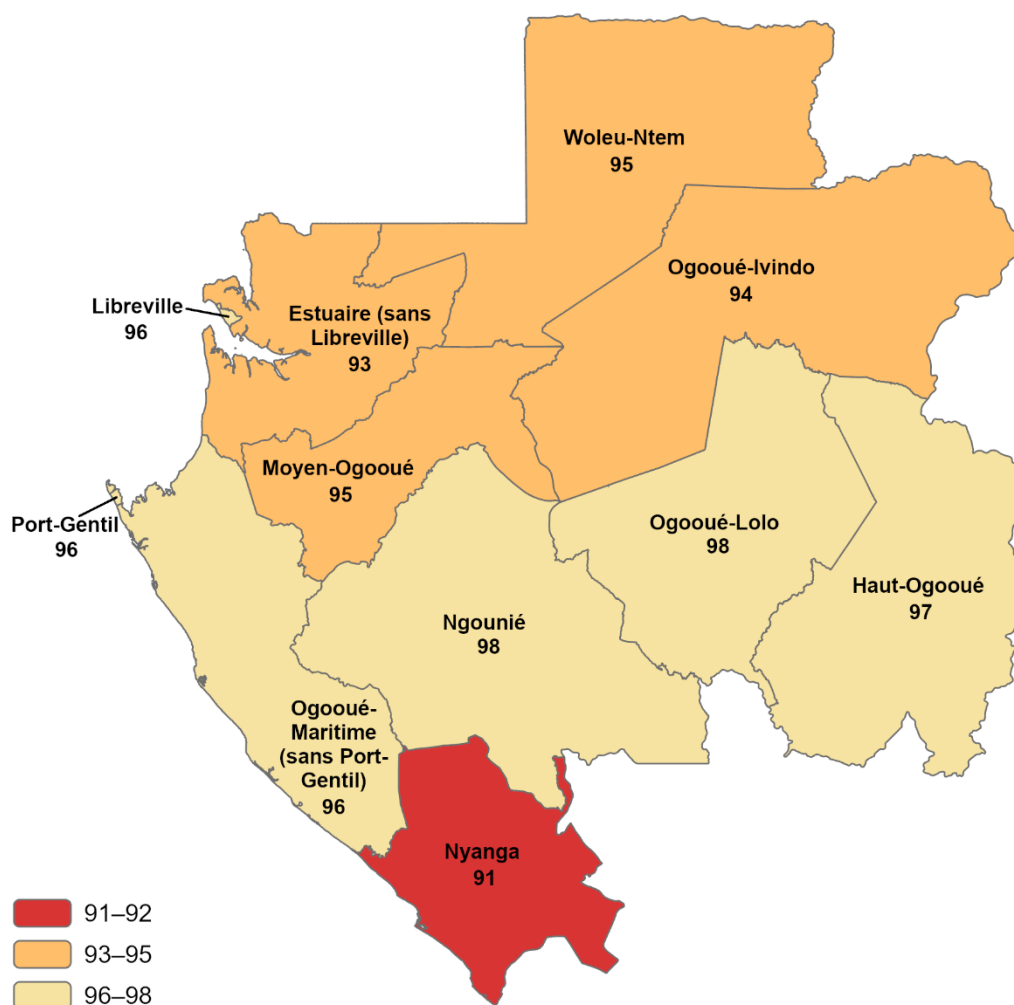 Woleu-Ntem
95
Ogooué-Ivindo
94
Libreville
96
Estuaire (sans
Libreville)
93
Moyen-Ogooué
95
Port-Gentil
96
Ogooué-Lolo
98
Haut-Ogooué
97
Ngounié
98
Ogooué-
Maritime
(sans Port-
Gentil)
96
Nyanga
91
91–92
93–95
96–98